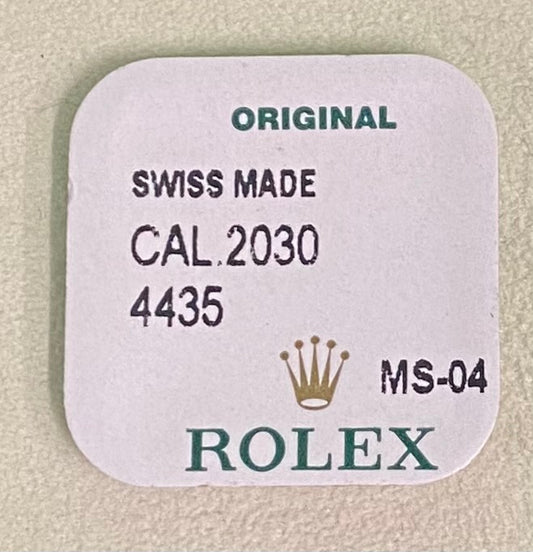 ORIGINAL
SWISS MADE
CAL.2030
4435
MS-04
ROLEX